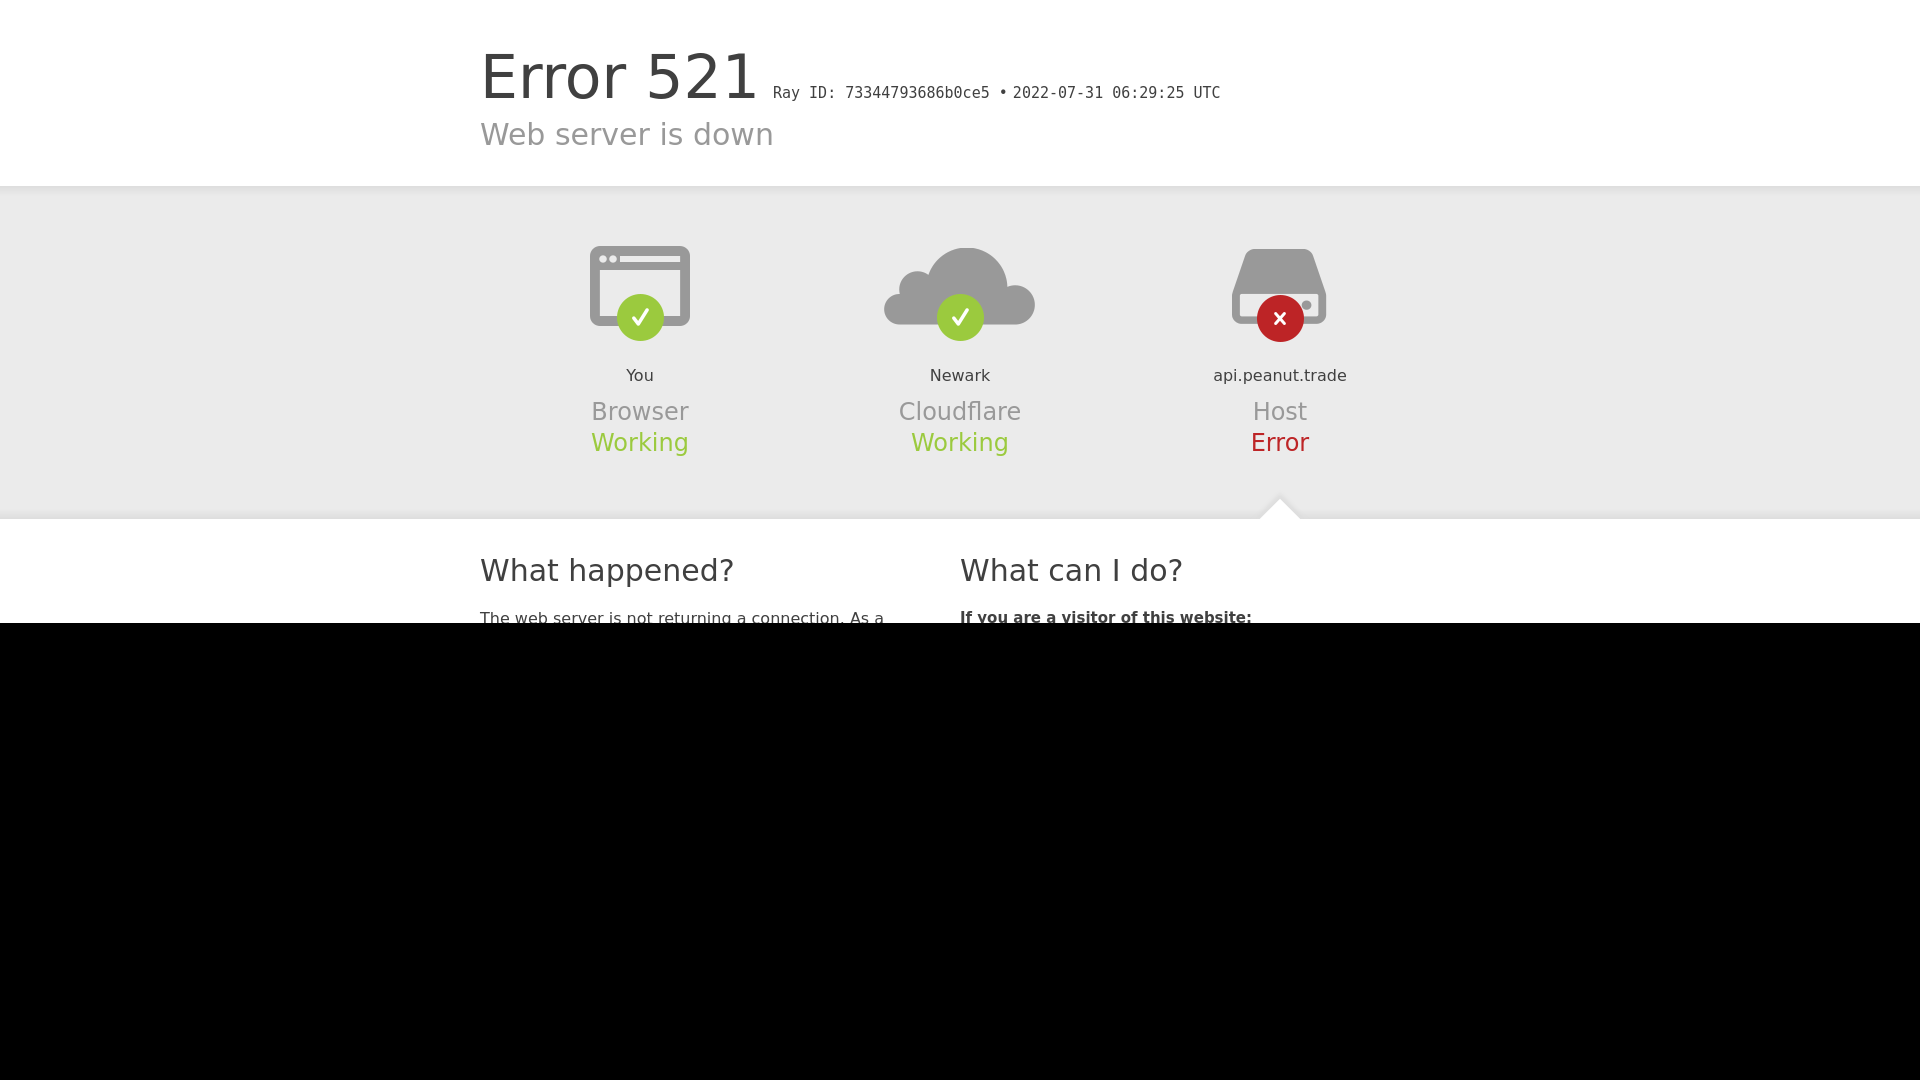 Error 521 Ray ID: 73344793686b0ce5 • 2022-07-31 06:29:25 UTC
Web server is down
You
Browser
Working
Newark
Cloudflare
Working
api.peanut.trade
Host
Error
What happened?
The web server is not returning a connection. As a
What can I do?
If you are a visitor of this website: